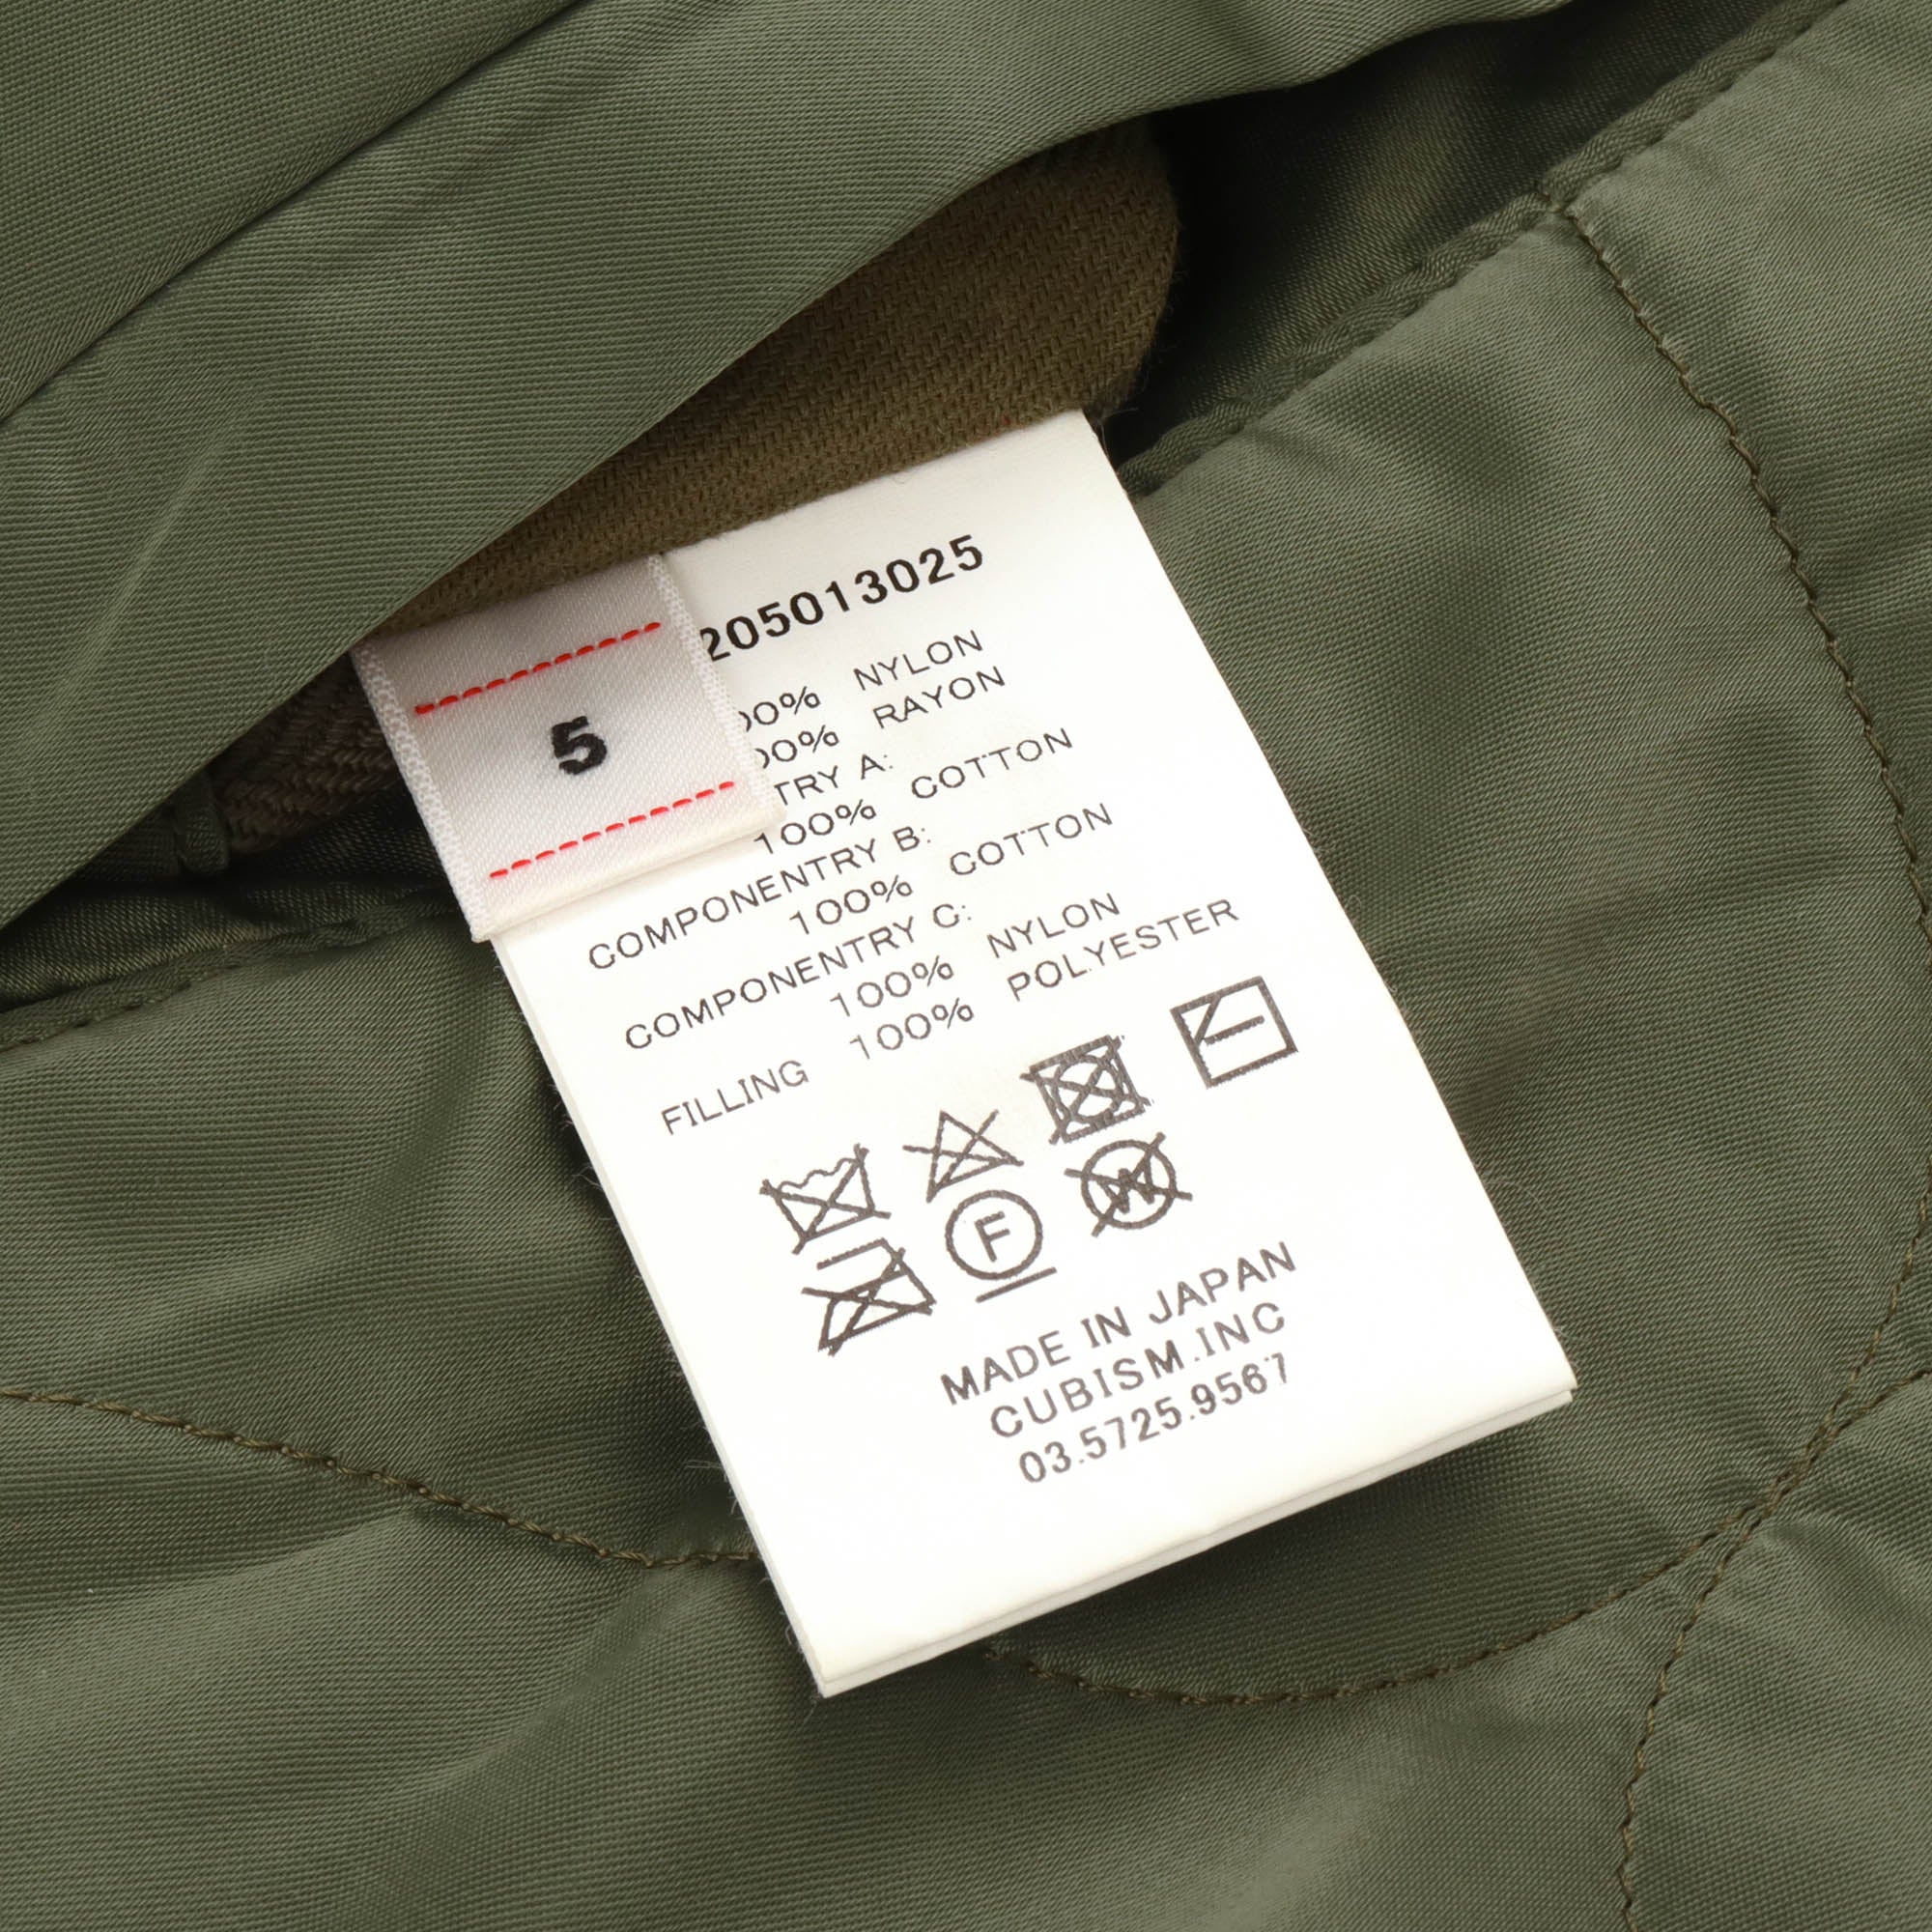 5
205013025
00% NYLON
00% RAYON
TRY A:
100% COTTON
COMPONENTRY B:
100% COTTON
COMPONENTRY C:
100% NYLON
FILLING 100% POLYESTER
F
W
MADE IN JAPAN
CUBISM.INC
03.5725.9567